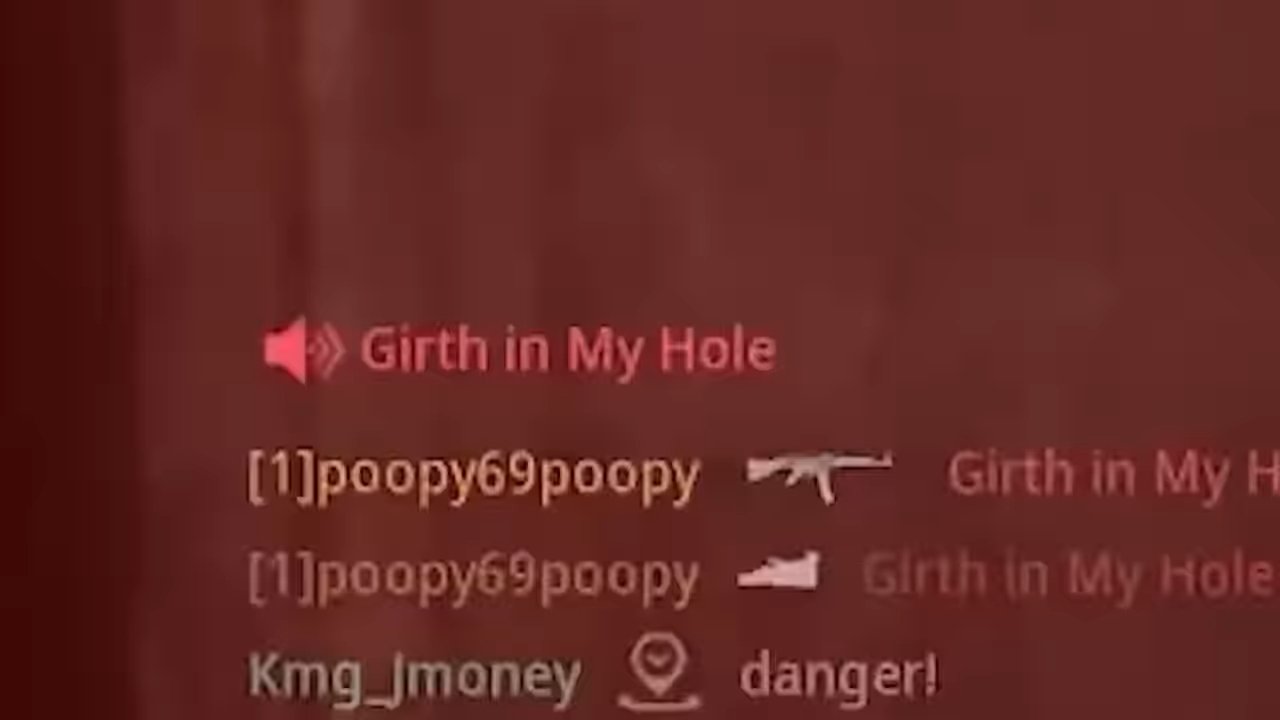 Girth in My Hole
[1]poopy69poopy Girth in My H
[1]poopy69poopy Girth in My Hole
Kmg_Jmoney danger!